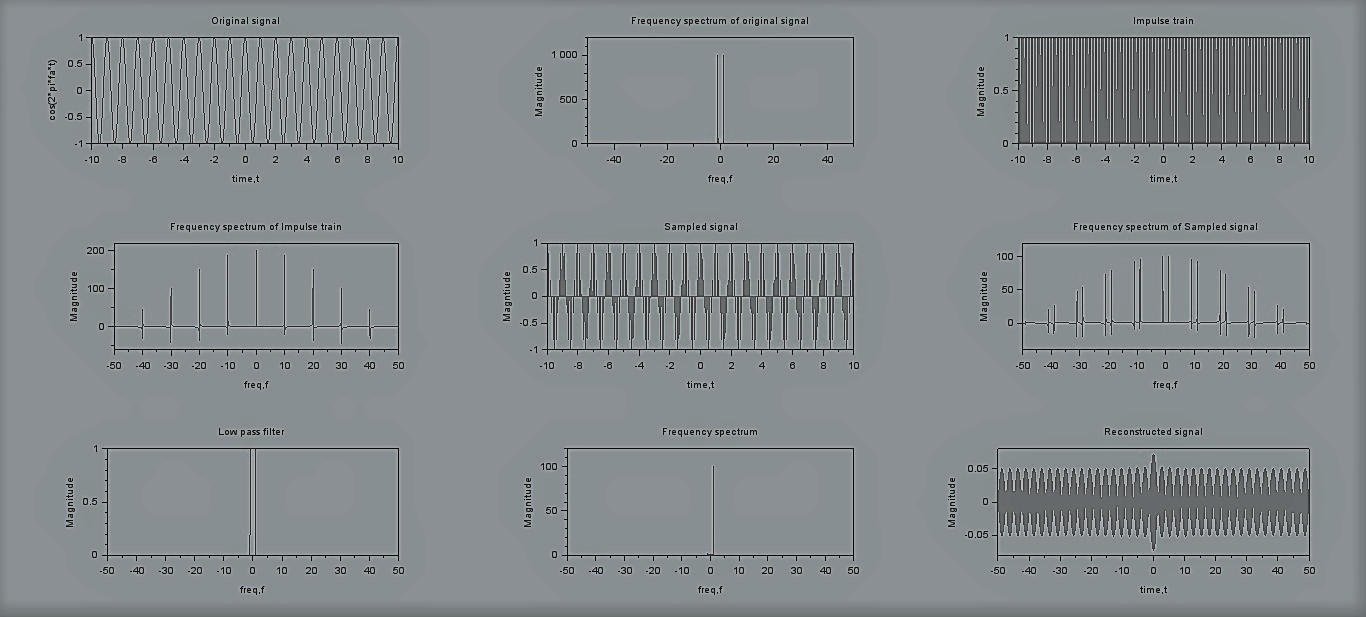 Original signal
Frequency spectrum of original signal
Impulse train
1
0.5
0
-0.5
-1
cos(2*pi*fa*t)
-10 -8 -6 -4 -2 0 2 4 6 8 10
time,t
1 000
500
0
Magnitude
-40 -20 0 20 40
freq,f
1
0.5
0
Magnitude
-10 -8 -6 -4 -2 0 2 4 6 8 10
time,t
Frequency spectrum of Impulse train
Sampled signal
Frequency spectrum of Sampled signal
200
100
0
Magnitude
-50 -40 -30 -20 -10 0 10 20 30 40 50
freq,f
1
0.5
0
-0.5
-1
Magntiude
-10 -8 -6 -4 -2 0 2 4 6 8 10
time,t
100
50
0
Magnitude
-50 -40 -30 -20 -10 0 10 20 30 40 50
freq,f
Low pass filter
Frequency spectrum
Reconstructed signal
1
0.5
0
Magnitude
-50 -40 -30 -20 -10 0 10 20 30 40 50
freq,f
100
50
0
Magnitude
-50 -40 -30 -20 -10 0 10 20 30 40 50
freq,f
0.05
0
-0.05
Magnitude
-50 -40 -30 -20 -10 0 10 20 30 40 50
time,t